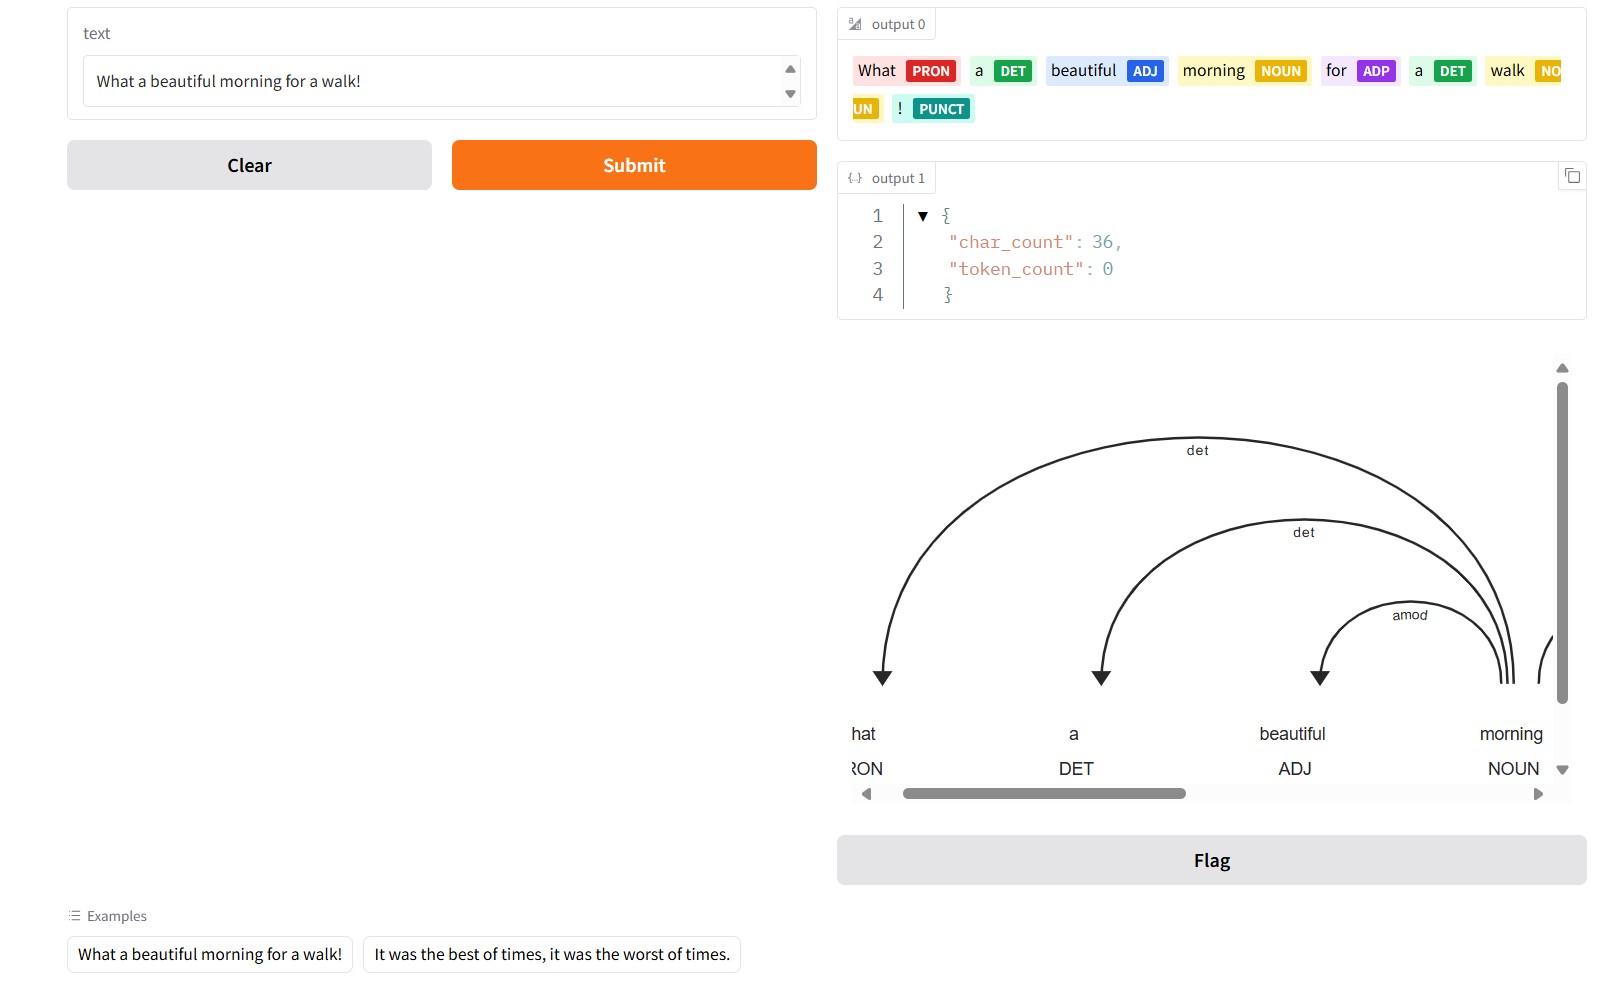 text
What a beautiful morning for a walk!
Clear
Submit
output 0
What PRON a DET beautiful ADJ morning NOUN for ADP a DET walk NO
UN ! PUNCT
output 1
1 ▼ {
2 "char_count": 36,
3 "token_count": 0
4 }
det
det
amod
hat a beautiful morning
RON DET ADJ NOUN
Flag
Examples
What a beautiful morning for a walk! It was the best of times, it was the worst of times.